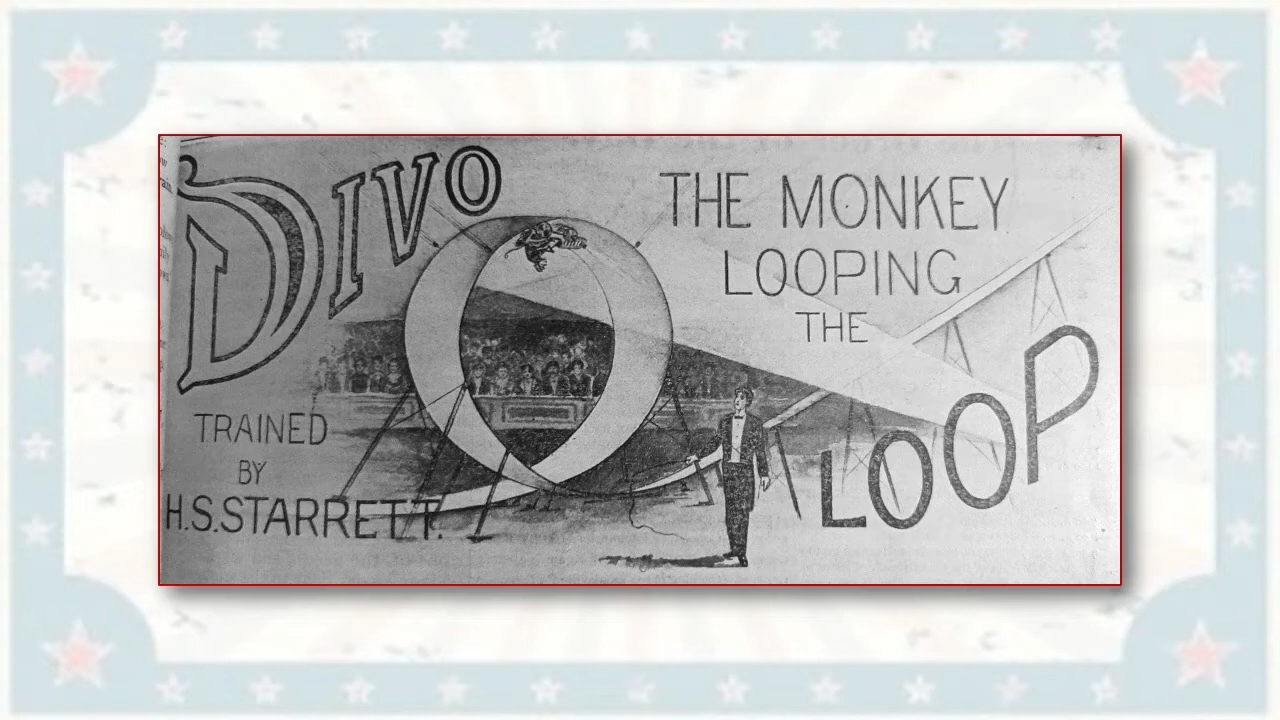 DIVO
THE MONKEY
LOOPING
THE
LOOP
TRAINED
BY
H.S. STARRETT.